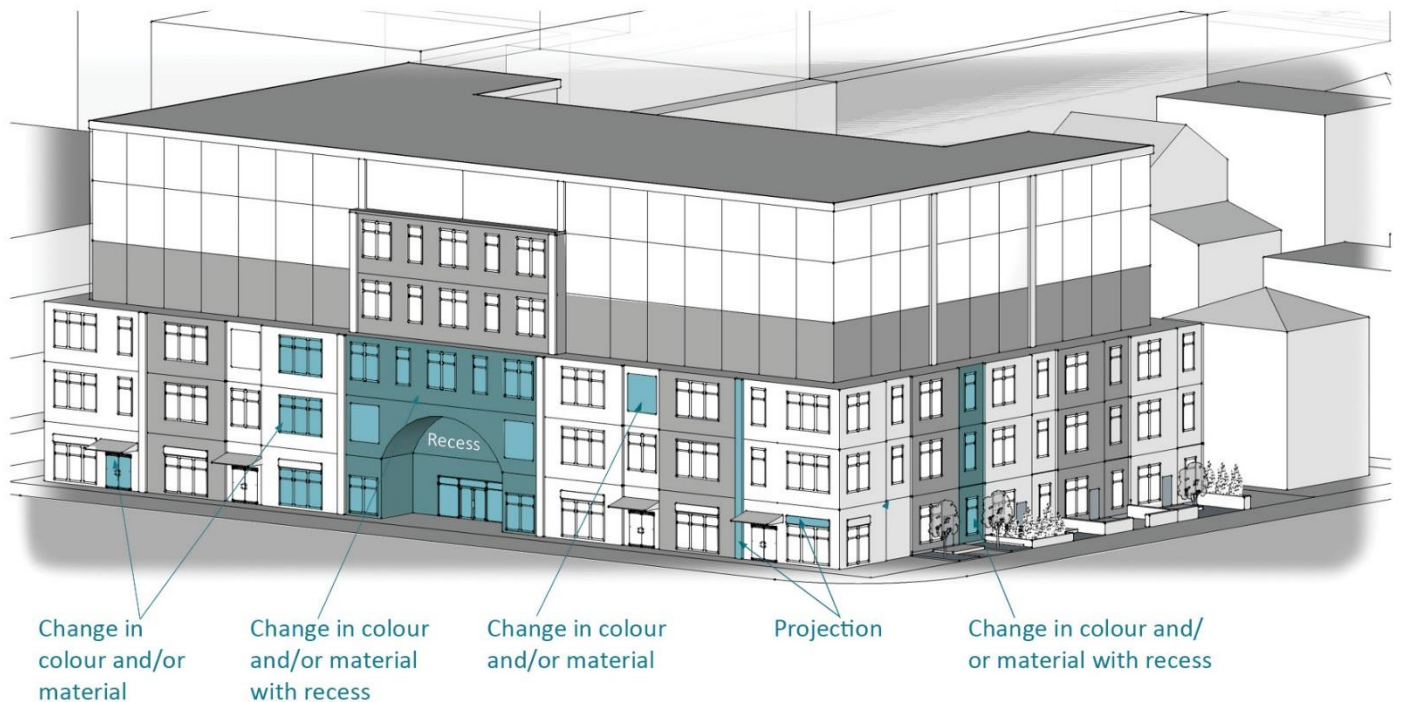 Recess
Change in
colour and/or
material
Change in colour
and/or material
with recess
Change in colour
and/or material
Projection
Change in colour and/
or material with recess